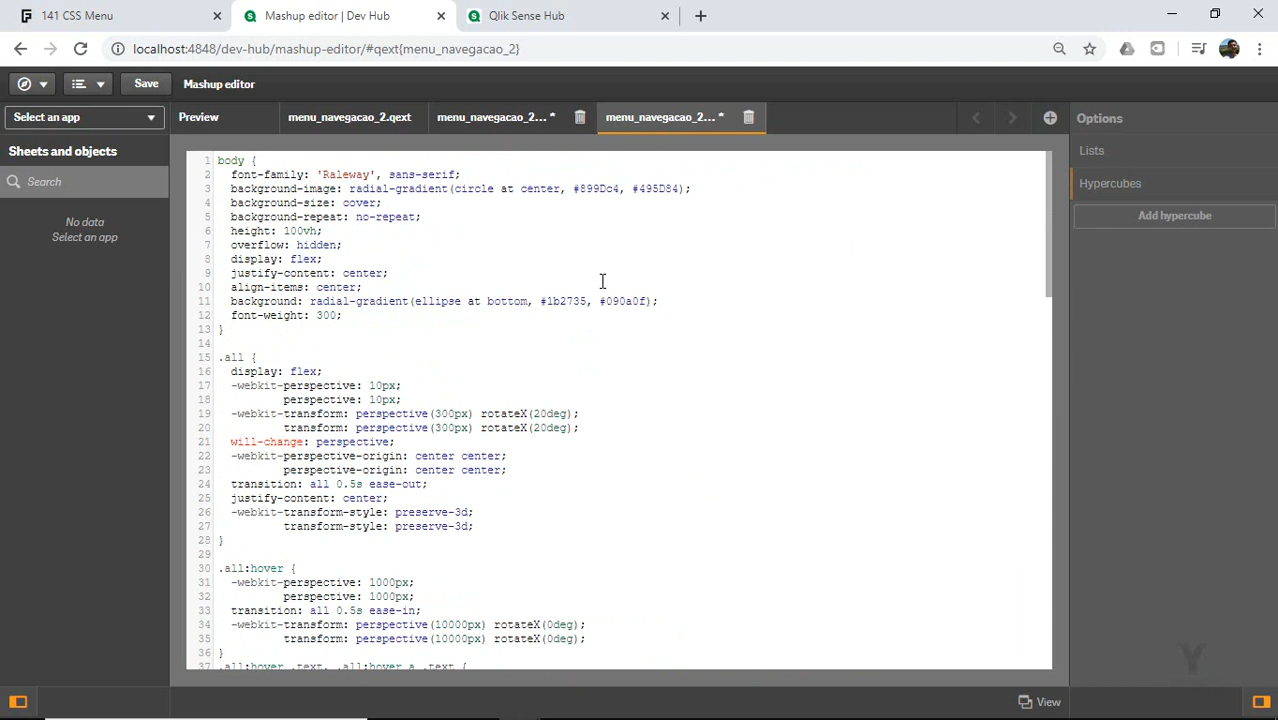 141 CSS Menu
Mashup editor | Dev Hub
Qlik Sense Hub
localhost:4848/dev-hub/mashup-editor/#qext{menu_navegacao_2}
Save
Mashup editor
Select an app
Preview
menu_navegacao_2.qext
menu_navegacao_2... *
menu_navegacao_2... *
Options
Sheets and objects
Search
No data
Select an app
Lists
Hypercubes
Add hypercube
1 body {
2 font-family: 'Raleway', sans-serif;
3 background-image: radial-gradient(circle at center, #899Dc4, #495D84);
4 background-size: cover;
5 background-repeat: no-repeat;
6 height: 100vh;
7 overflow: hidden;
8 display: flex;
9 justify-content: center;
10 align-items: center;
11 background: radial-gradient(ellipse at bottom, #1b2735, #090a0f);
12 font-weight: 300;
13 }
14
15 .all {
16 display: flex;
17 -webkit-perspective: 10px;
18 perspective: 10px;
19 -webkit-transform: perspective(300px) rotateX(20deg);
20 transform: perspective(300px) rotateX(20deg);
21 will-change: perspective;
22 -webkit-perspective-origin: center center;
23 perspective-origin: center center;
24 transition: all 0.5s ease-out;
25 justify-content: center;
26 -webkit-transform-style: preserve-3d;
27 transform-style: preserve-3d;
28 }
29
30 .all:hover {
31 -webkit-perspective: 1000px;
32 perspective: 1000px;
33 transition: all 0.5s ease-in;
34 -webkit-transform: perspective(10000px) rotateX(0deg);
35 transform: perspective(10000px) rotateX(0deg);
36 }
37 .all:hover .text, .all:hover a .text {
View
Y